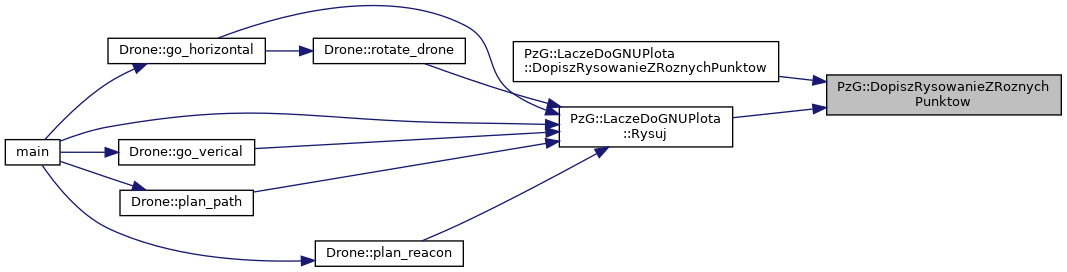 Drone::go_horizontal
Drone::rotate_drone
PzG::LaczeDoGNUPlota
::DopiszRysowanieZRoznychPunktow
PzG::DopiszRysowanieZRoznych
Punktow
PzG::LaczeDoGNUPlota
::Rysuj
main
Drone::go_verical
Drone::plan_path
Drone::plan_reacon